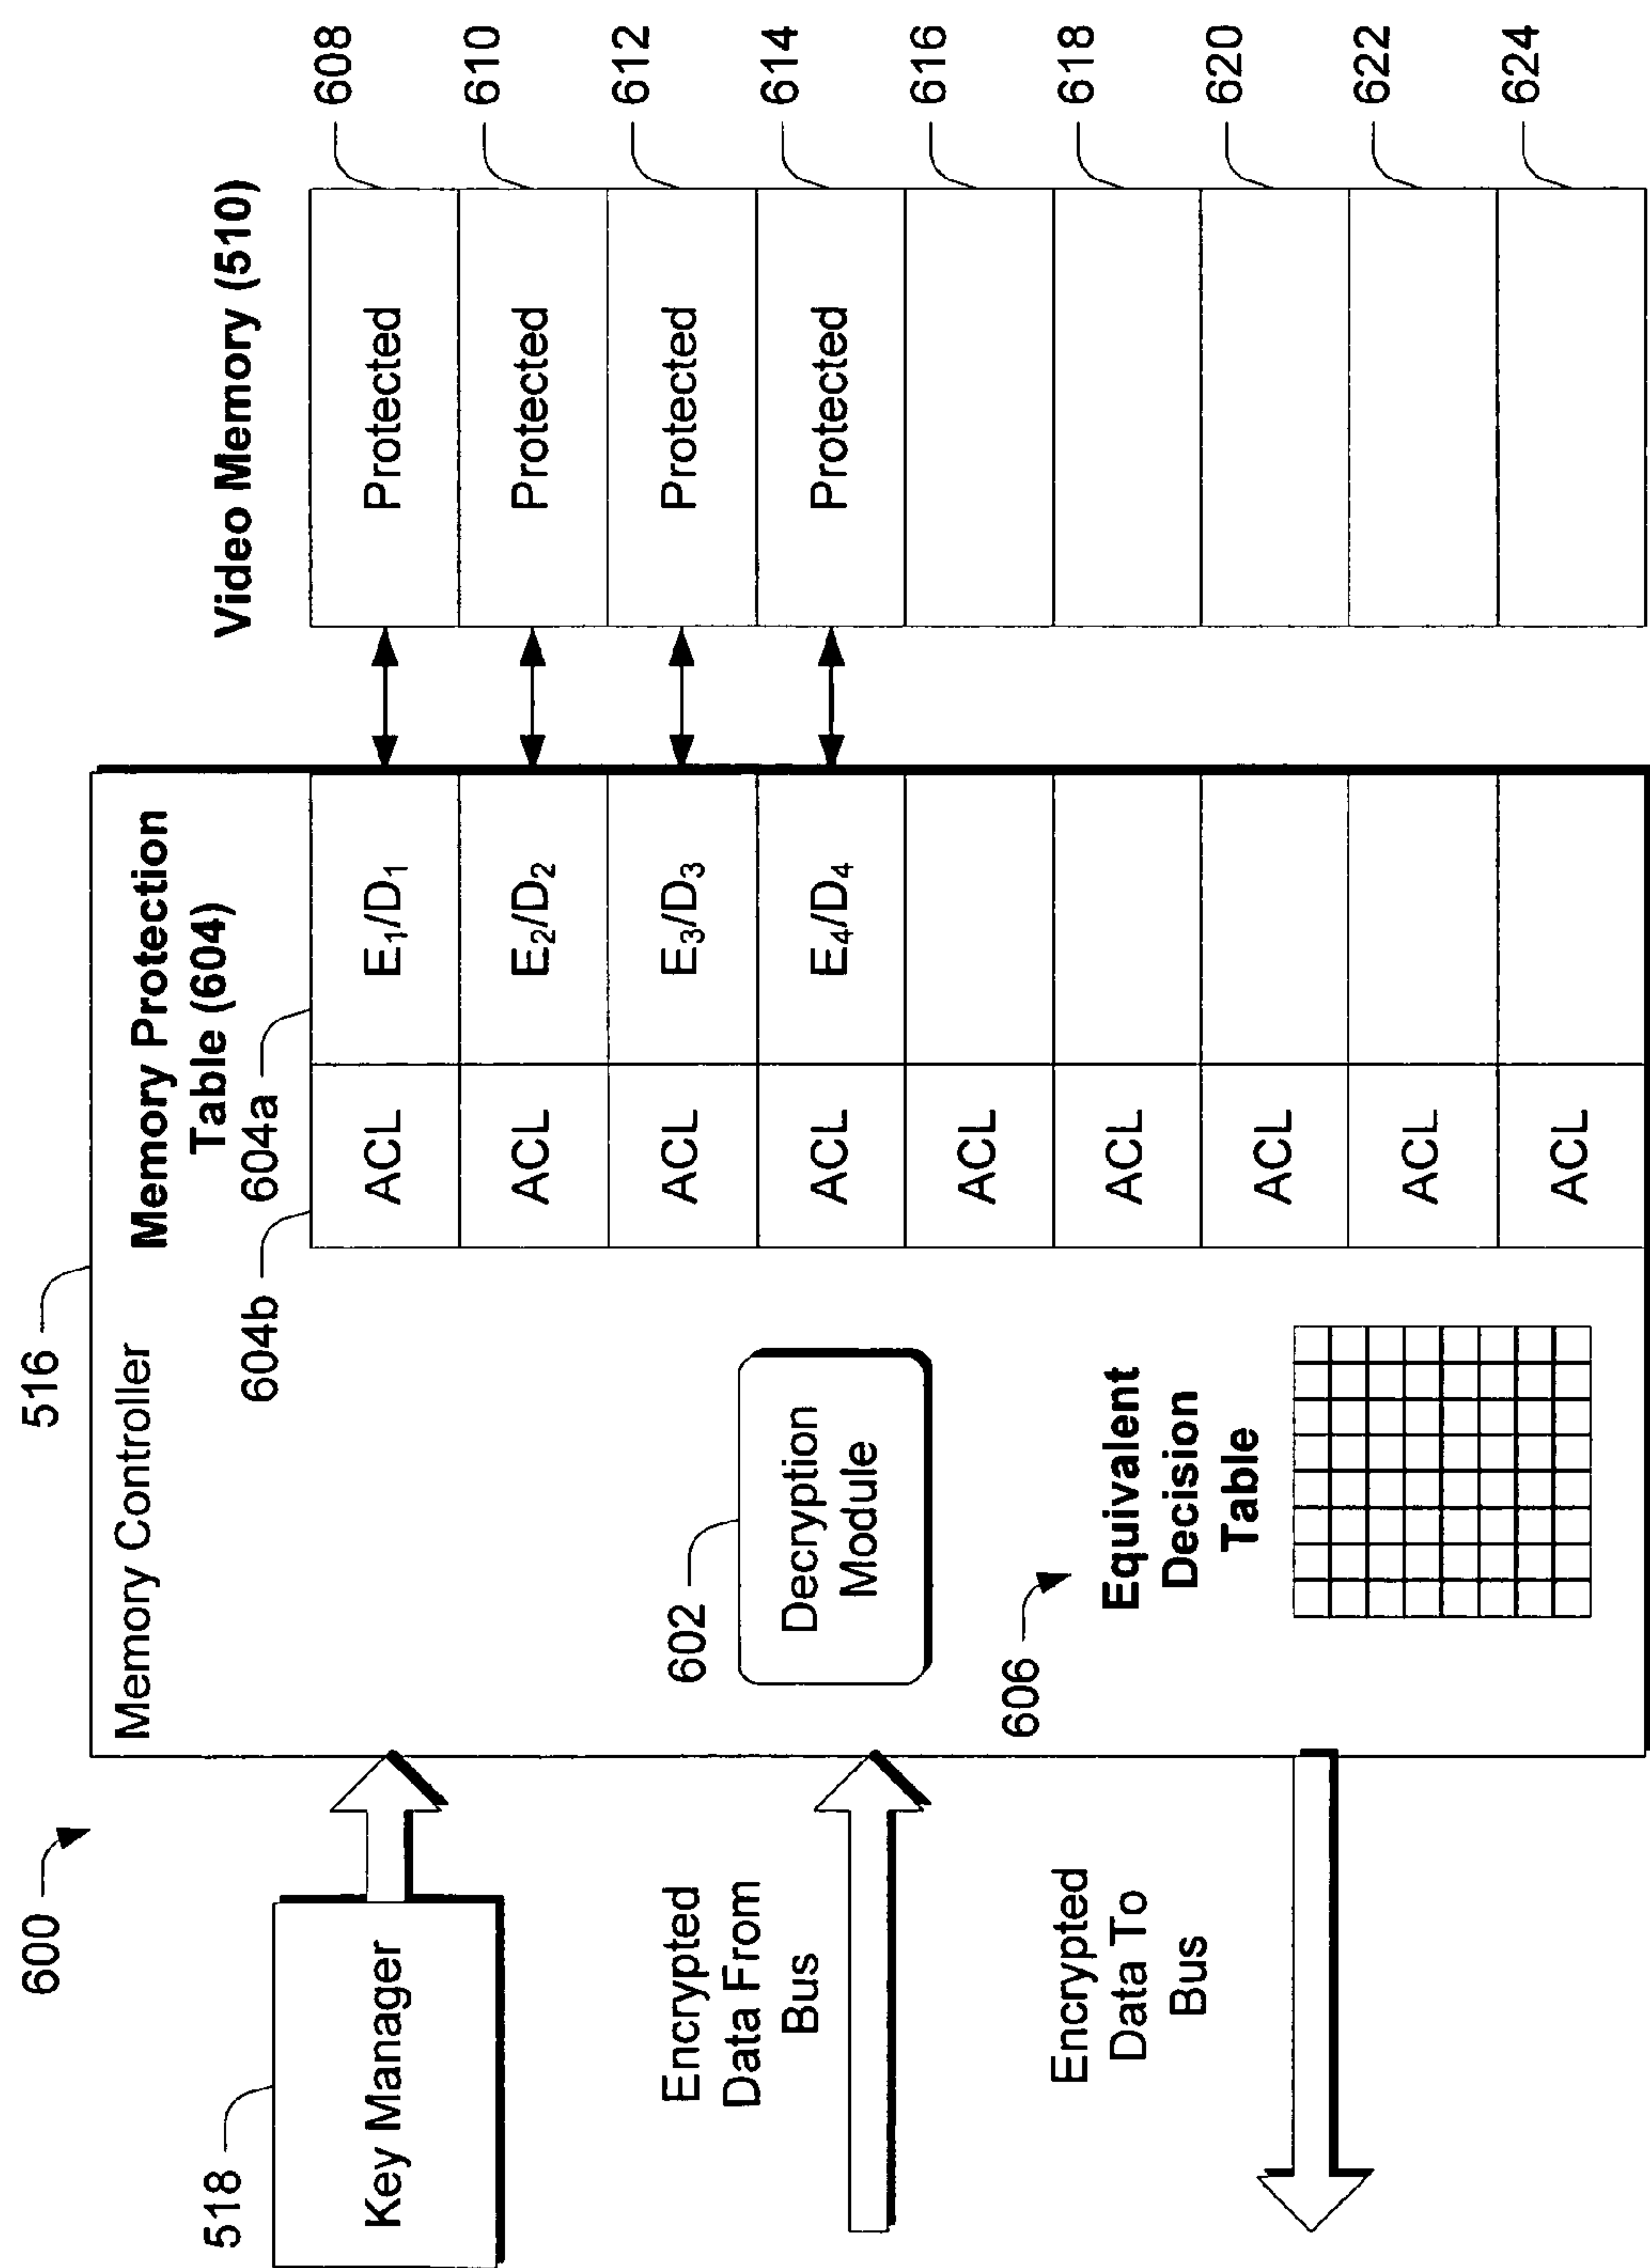 600
516
518
Key Manager
Encrypted
Data From
Bus
Encrypted
Data To
Bus
Memory Controller
602
Decryption
Module
606
Equivalent
Decision
Table
Memory Protection
Table (604)
604b
604a
ACL
E₁/D₁
ACL
E₂/D₂
ACL
E₃/D₃
ACL
E₄/D₄
ACL
ACL
ACL
ACL
ACL
Video Memory (510)
Protected
608
Protected
610
Protected
612
Protected
614
616
618
620
622
624